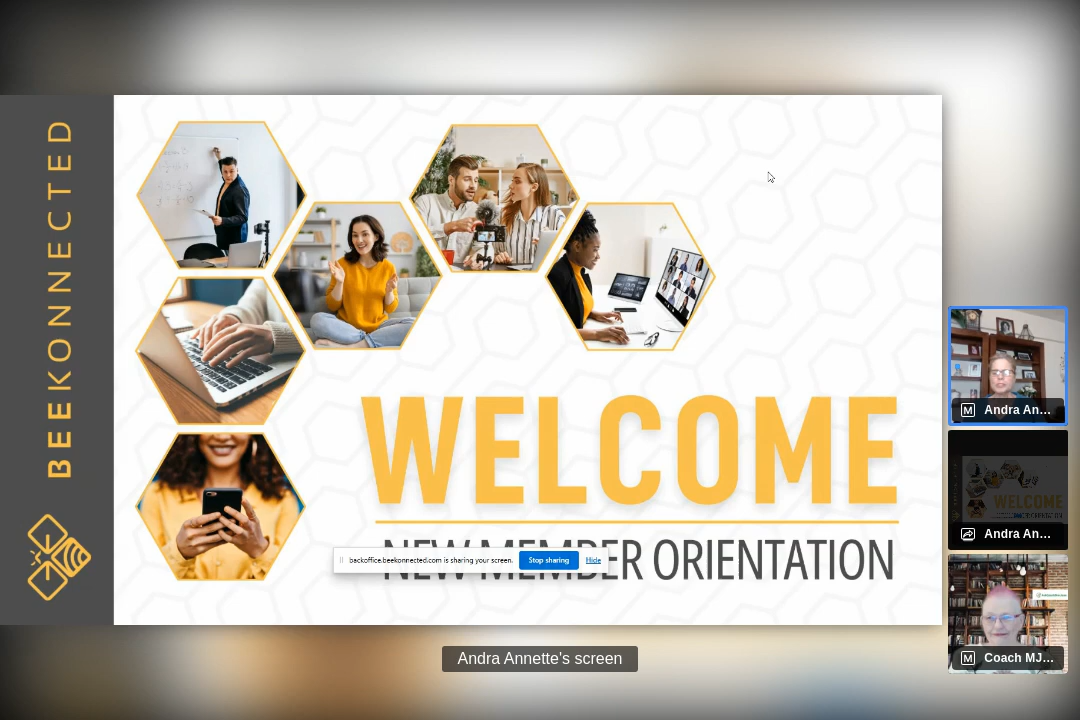 BEEKONNECTED
WELCOME
NEW MEMBER ORIENTATION
backoffice.beekonnected.com is sharing your screen. Stop sharing Hide
Andra An...
WELCOME
Andra An...
M Coach MJ...
Andra Annette's screen